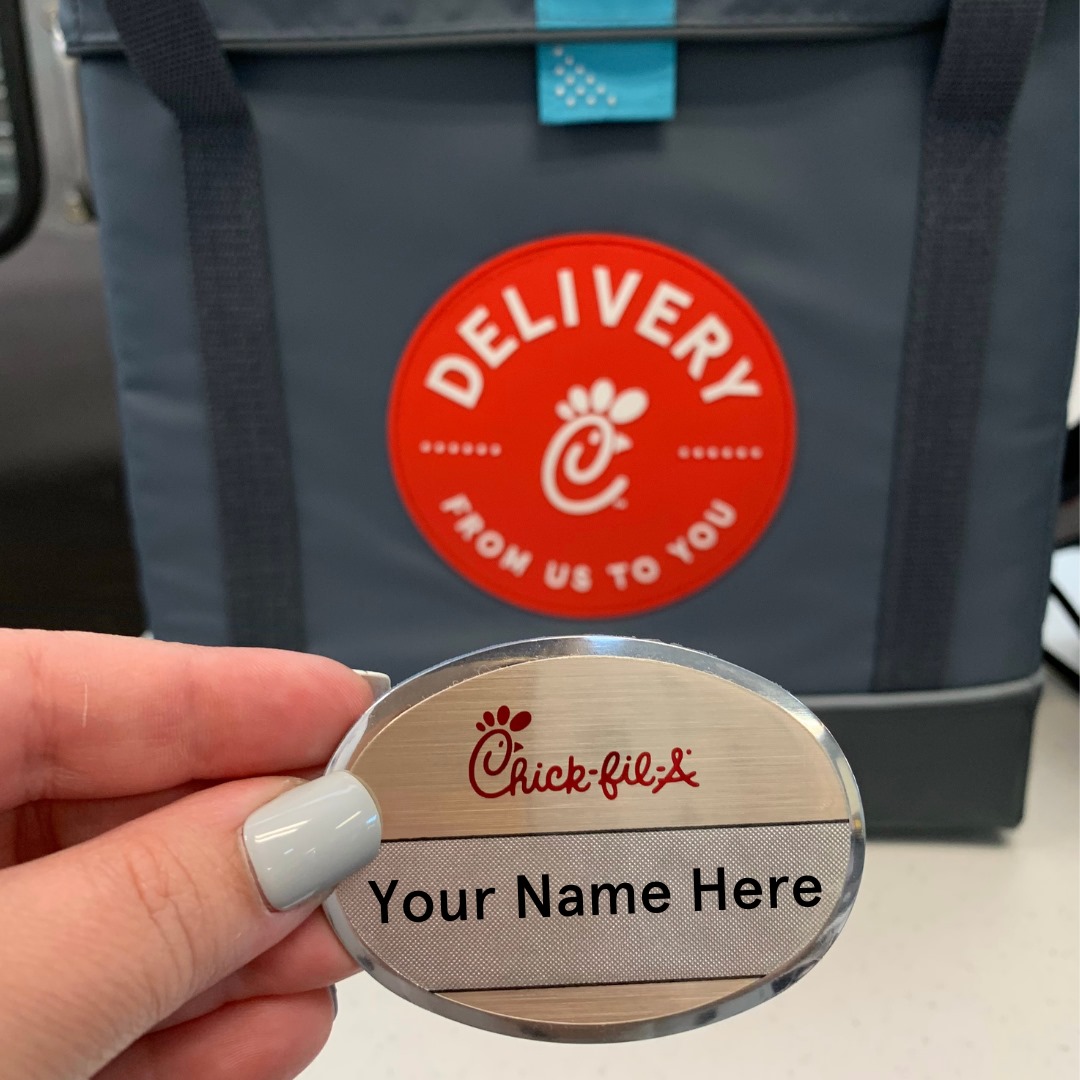 DELIVERY
FROM US TO YOU
Chick-fil-A
Your Name Here